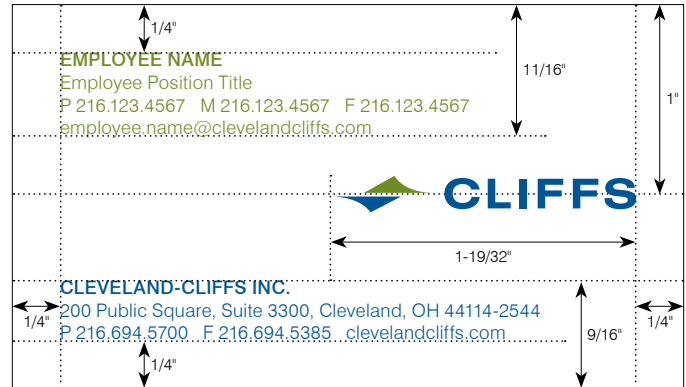 1/4"
EMPLOYEE NAME
Employee Position Title
P 216.123.4567 M 216.123.4567 F 216.123.4567
employee.name@clevelandcliffs.com
11/16"
1"
CLIFFS
1-19/32"
CLEVELAND-CLIFFS INC.
200 Public Square, Suite 3300, Cleveland, OH 44114-2544
P 216.694.5700 F 216.694.5385 clevelandcliffs.com
1/4"
1/4"
9/16"
1/4"